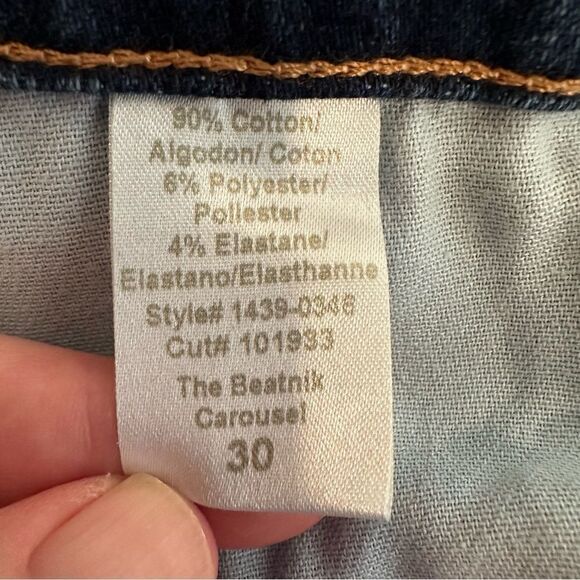 90% Cotton/
Algodon/ Coton
6% Polyester/
Poliester
4% Elastane/
Elastano/Elasthanne
Style# 1439-0346
Cut# 101933
The Beatnik
Carousel
30